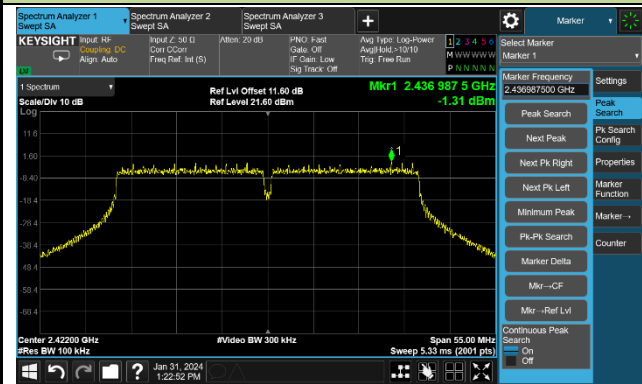 Spectrum Analyzer 1
Swept SA
Spectrum Analyzer 2
Swept SA
Spectrum Analyzer 3
Swept SA
+
Marker
KEYSIGHT
Input: RF
Coupling: DC
Align: Auto
Input Z: 50 Ω
Corr CCorr
Freq Ref: Int (S)
Atten: 20 dB
PNO: Fast
Gate: Off
IF Gain: Low
Sig Track: Off
Avg Type: Log-Power
Avg|Hold:>10/10
Trig: Free Run
1 2 3 4 5 6
M W W W W W
P N N N N N
Select Marker
Marker 1
LXI
1 Spectrum
Scale/Div 10 dB
Log
Ref Lvl Offset 11.60 dB
Ref Level 21.60 dBm
Mkr1 2.436 987 5 GHz
-1.31 dBm
11.6
1.60
-8.40
-18.4
-28.4
-38.4
-48.4
-58.4
-68.4
1
Center 2.42200 GHz
#Res BW 100 kHz
#Video BW 300 kHz
Span 55.00 MHz
Sweep 5.33 ms (2001 pts)
Marker Frequency
2.436987500 GHz
Peak Search
Next Peak
Next Pk Right
Next Pk Left
Minimum Peak
Pk-Pk Search
Marker Delta
Mkr→CF
Mkr→Ref Lvl
Continuous Peak
Search
On
Off
Settings
Peak
Search
Pk Search
Config
Properties
Marker
Function
Marker→
Counter
?
Jan 31, 2024
1:22:52 PM